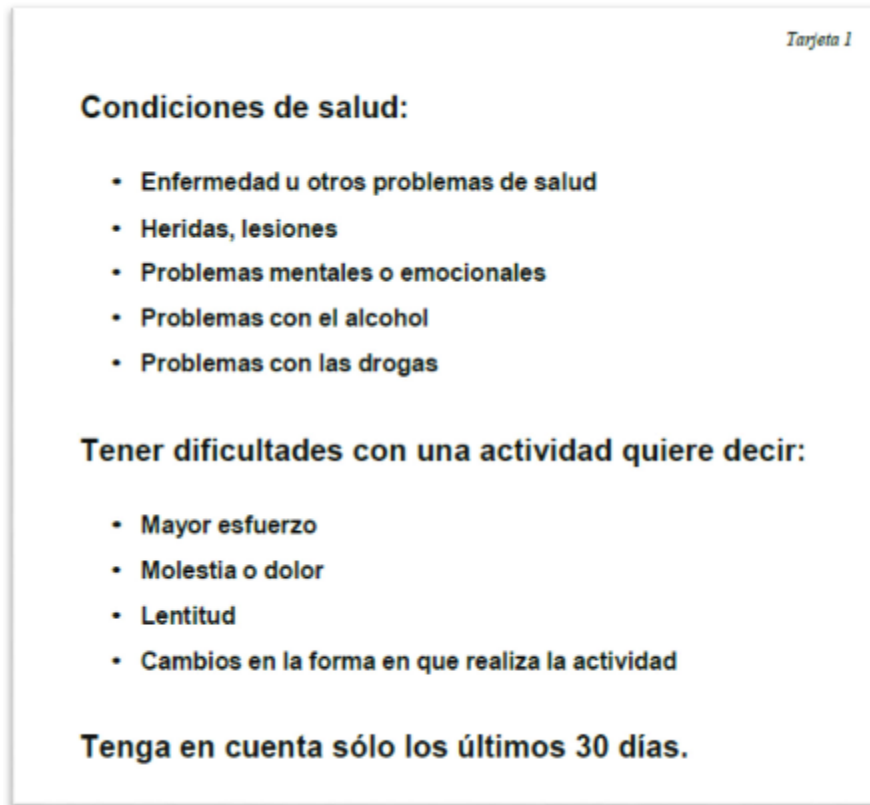 Tarjeta 1
Condiciones de salud:
• Enfermedad u otros problemas de salud
• Heridas, lesiones
• Problemas mentales o emocionales
• Problemas con el alcohol
• Problemas con las drogas
Tener dificultades con una actividad quiere decir:
• Mayor esfuerzo
• Molestia o dolor
• Lentitud
• Cambios en la forma en que realiza la actividad
Tenga en cuenta sólo los últimos 30 días.